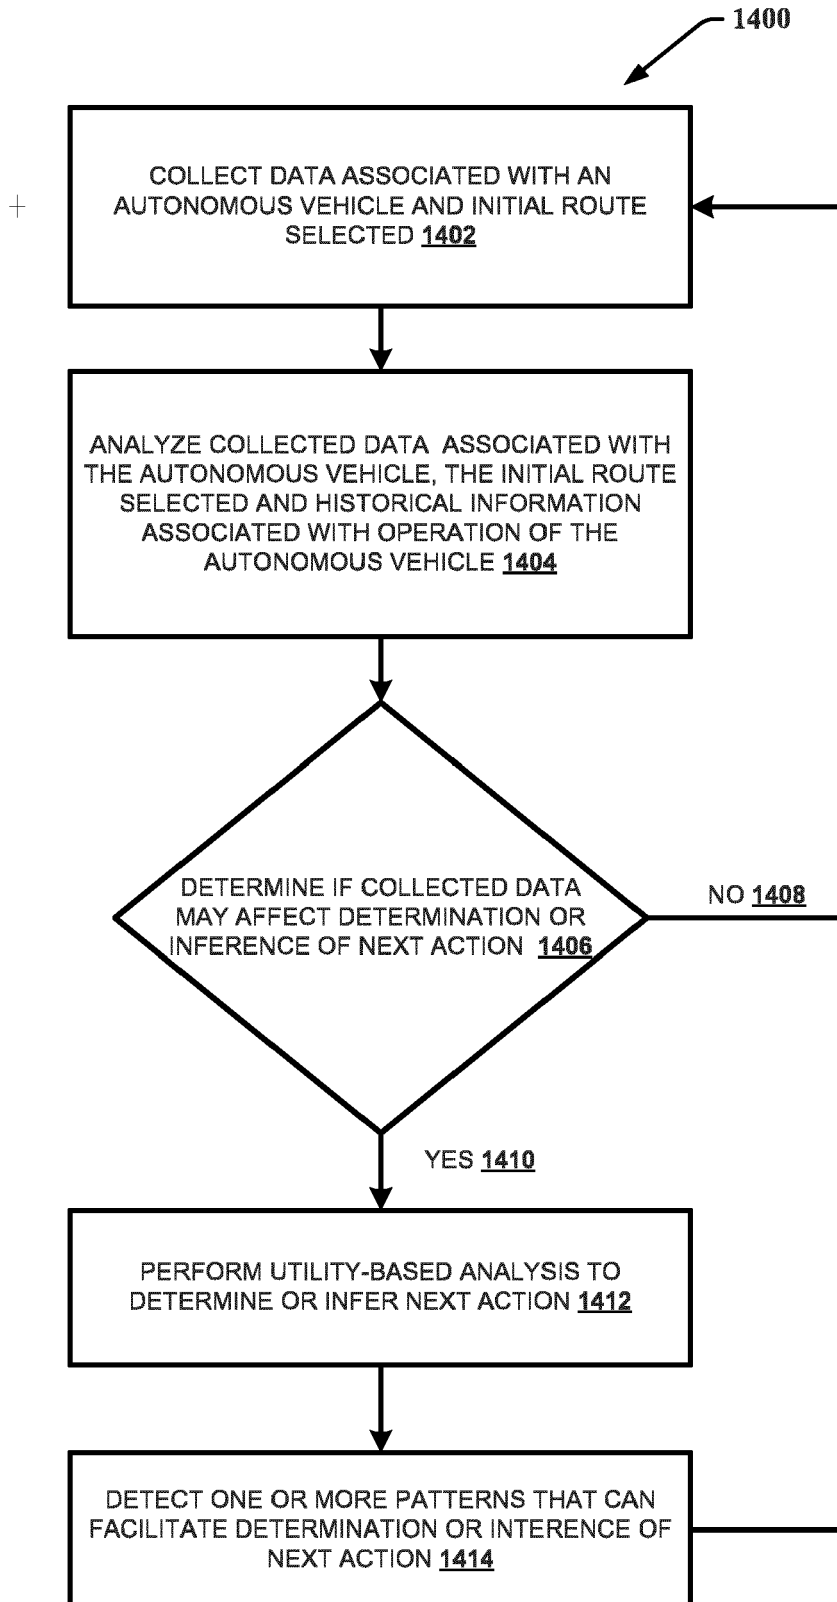 1400
COLLECT DATA ASSOCIATED WITH AN
AUTONOMOUS VEHICLE AND INITIAL ROUTE
SELECTED 1402
ANALYZE COLLECTED DATA ASSOCIATED WITH
THE AUTONOMOUS VEHICLE, THE INITIAL ROUTE
SELECTED AND HISTORICAL INFORMATION
ASSOCIATED WITH OPERATION OF THE
AUTONOMOUS VEHICLE 1404
DETERMINE IF COLLECTED DATA
MAY AFFECT DETERMINATION OR
INFERENCE OF NEXT ACTION 1406
NO 1408
YES 1410
PERFORM UTILITY-BASED ANALYSIS TO
DETERMINE OR INFER NEXT ACTION 1412
DETECT ONE OR MORE PATTERNS THAT CAN
FACILITATE DETERMINATION OR INTERENCE OF
NEXT ACTION 1414